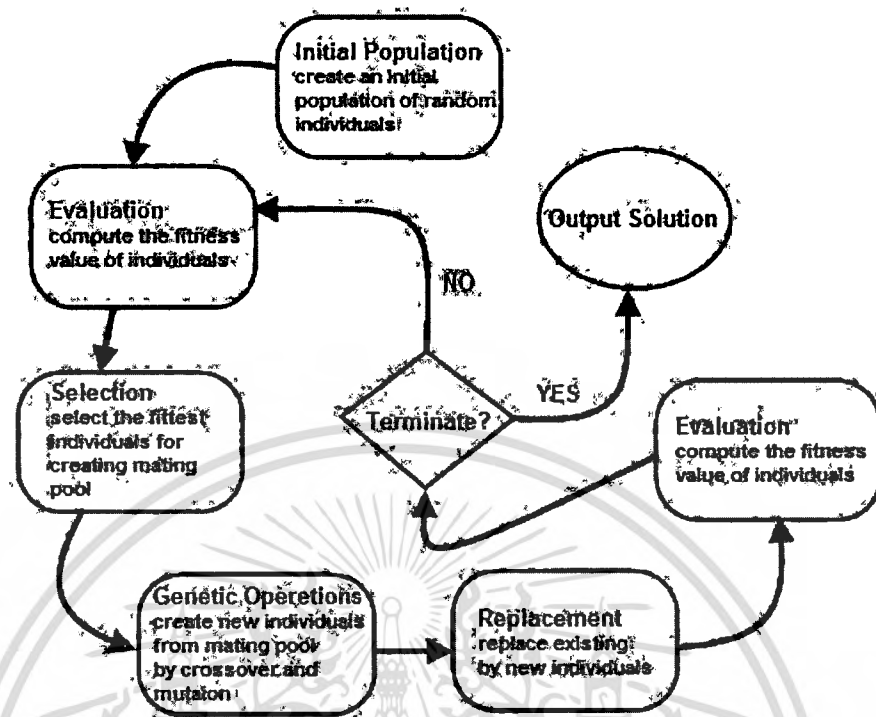 Initial Population
create an initial
population of random
individuals
Evaluation
compute the fitness
value of individuals
Output Solution
NO
Selection
select the fittest
individuals for
creating mating
pool
Terminate?
YES
Evaluation
compute the fitness
value of individuals
Genetic Operetions
create new individuals
from mating pool
by crossover and
mutaion
Replacement
replace existing
by new individuals